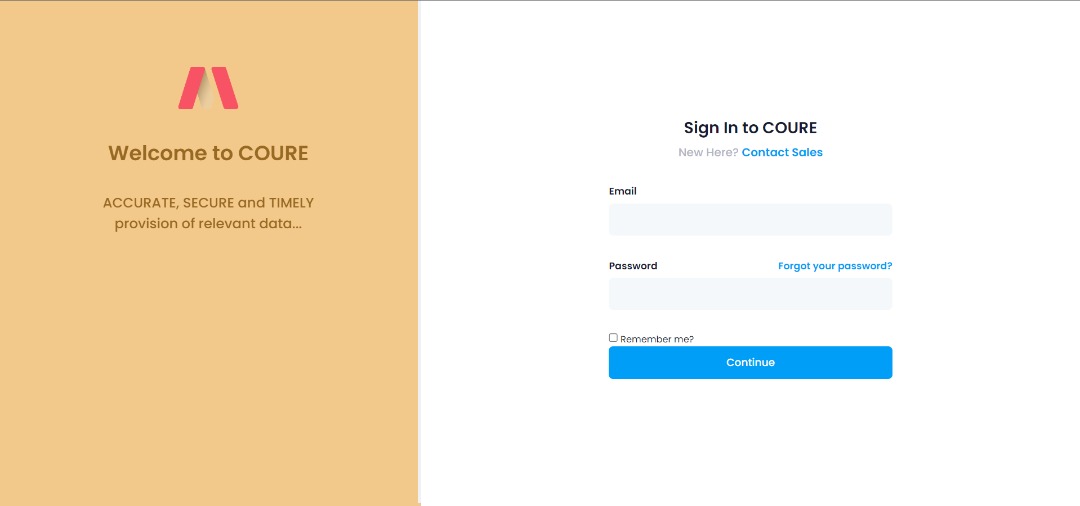 Welcome to COURE
ACCURATE, SECURE and TIMELY
provision of relevant data...
Sign In to COURE
New Here? Contact Sales
Email
Password
Forgot your password?
Remember me?
Continue